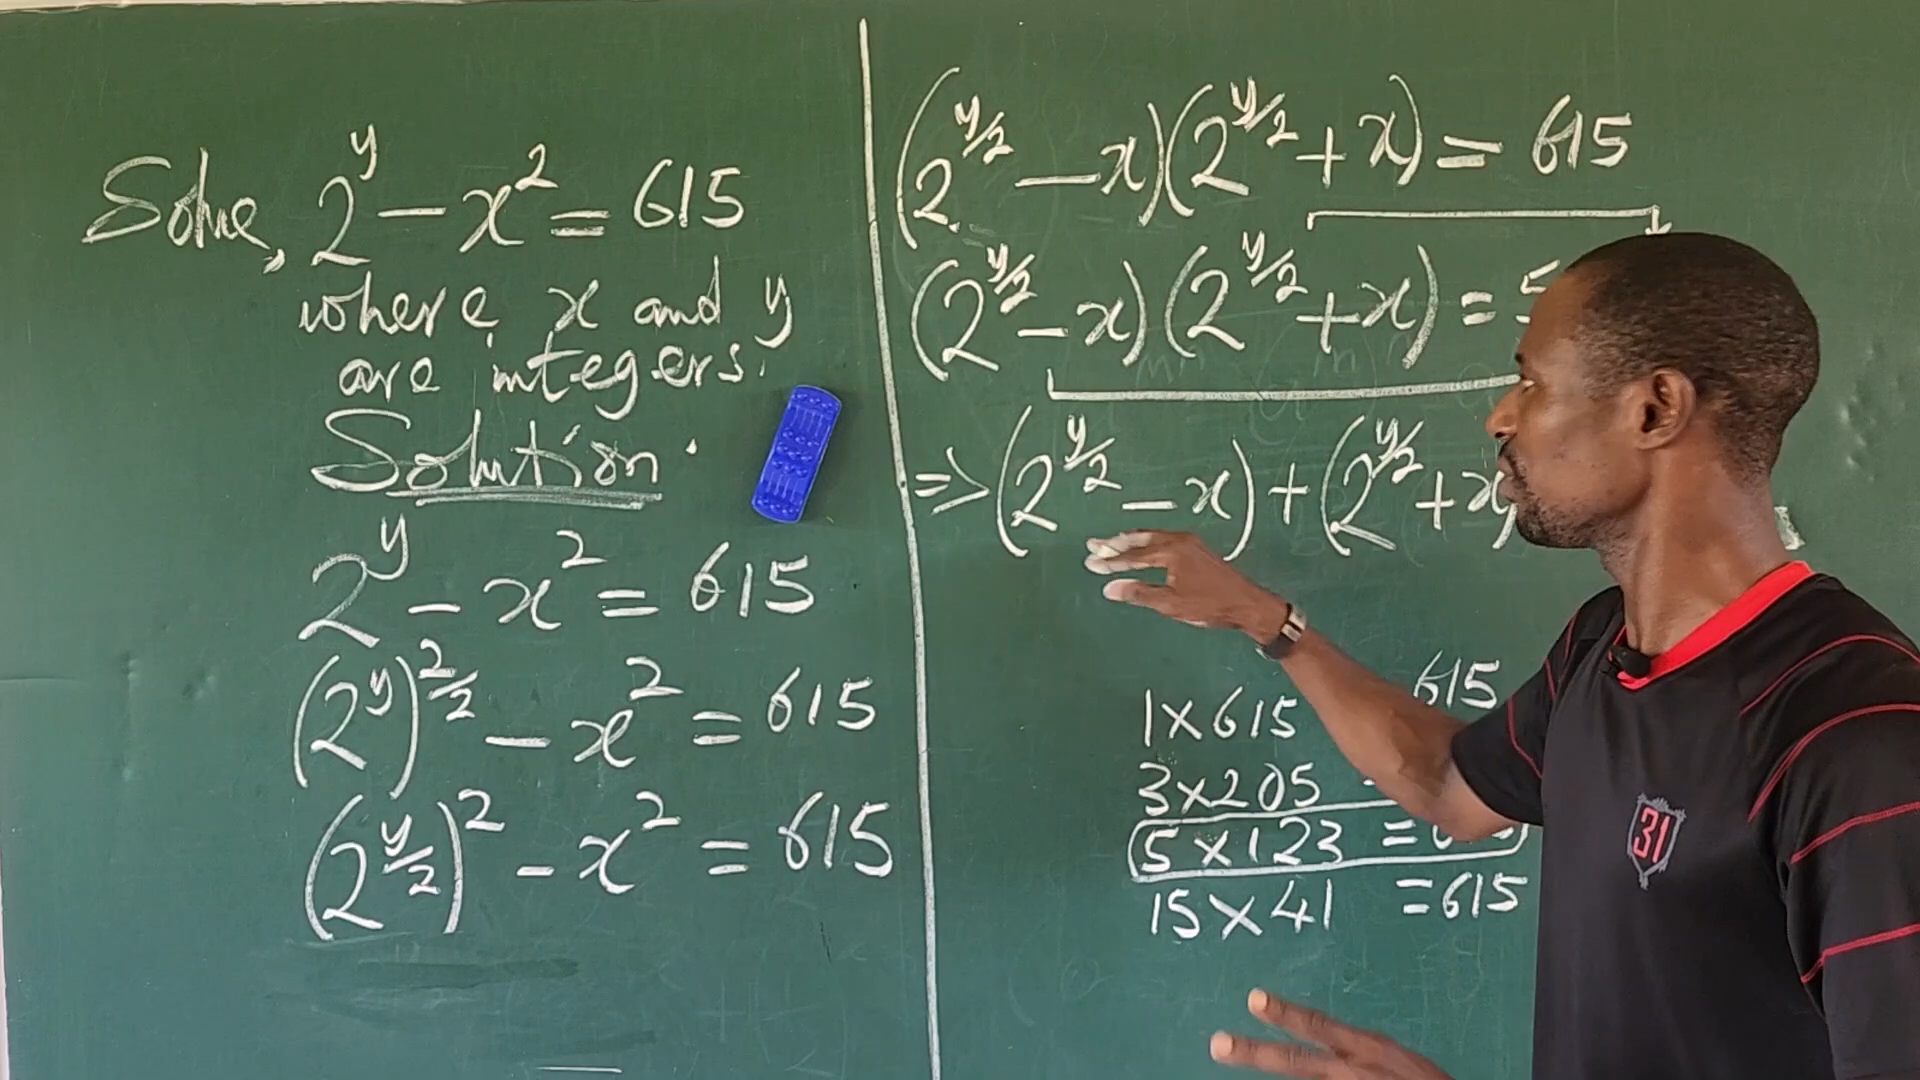 Solve, 2^y - x^2 = 615
where x and y
are integers.
Solution.
2^y - x^2 = 615
(2^y)^(2/2) - x^2 = 615
(2^(y/2))^2 - x^2 = 615
(2^(y/2) - x)(2^(y/2) + x) = 615
(2^(y/2) - x)(2^(y/2) + x) = 5
⇒ (2^(y/2) - x) + (2^(y/2) + x
1 × 615 615
3 × 205 =
5 × 123 =
15 × 41 = 615
31